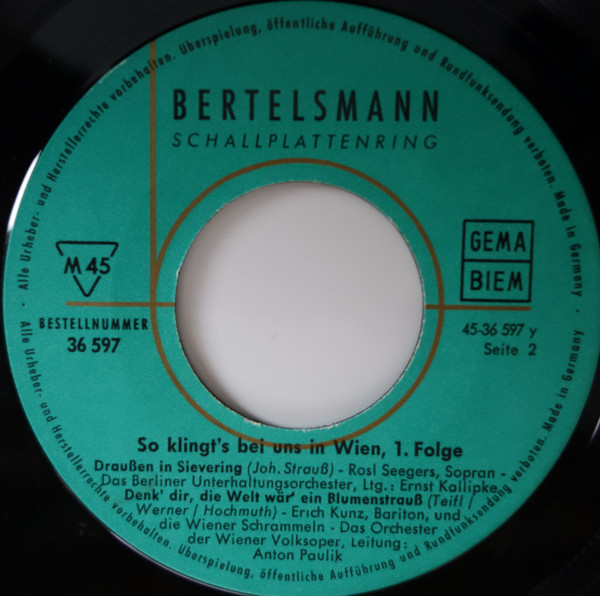 · Alle Urheber- und Herstellerrechte vorbehalten. Überspielung, öffentliche Aufführung und Rundfunksendung verboten. Made in Germany ·
BERTELSMANN
SCHALLPLATTENRING
M 45
GEMA
BIEM
BESTELLNUMMER
36 597
45-36 597 y
Seite 2
So klingt's bei uns in Wien, 1. Folge
Draußen in Sievering (Joh. Strauß) - Rosl Seegers, Sopran -
Das Berliner Unterhaltungsorchester, Ltg.: Ernst Kallipke
Denk' dir, die Welt wär' ein Blumenstrauß (Teifl /
Werner / Hochmuth) - Erich Kunz, Bariton, und
die Wiener Schrammeln - Das Orchester
der Wiener Volksoper, Leitung:
Anton Paulik
Alle Urheber- und Herstellerrechte vorbehalten. Überspielung, öffentliche Aufführung und Rundfunksendung verboten. Made in Germany ·